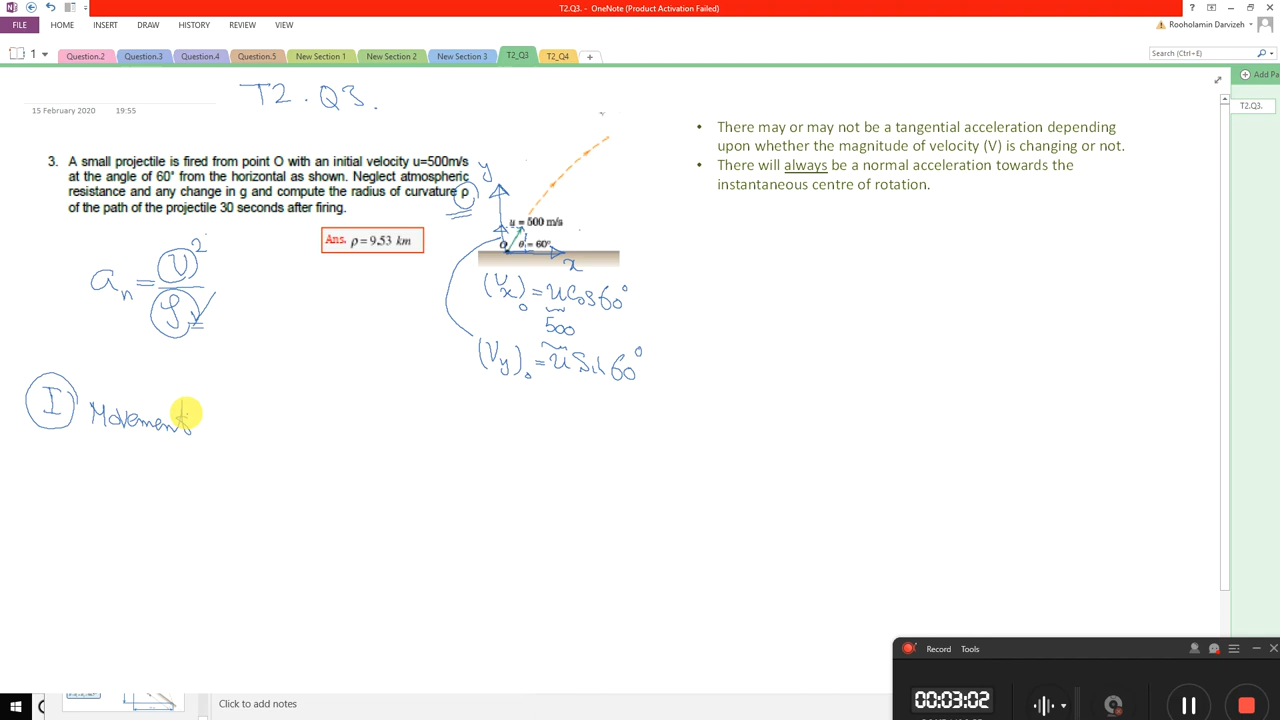 T2.Q3. - OneNote (Product Activation Failed)
FILE HOME INSERT DRAW HISTORY REVIEW VIEW
Rooholamin Darvizeh
1 Question.2 Question.3 Question.4 Question.5 New Section 1 New Section 2 New Section 3 T2_Q3 T2_Q4 +
Search (Ctrl+E)
Add Pa
T2.Q3.
15 February 2020 19:55
T2 . Q3 .
3. A small projectile is fired from point O with an initial velocity u=500m/s
at the angle of 60° from the horizontal as shown. Neglect atmospheric
resistance and any change in g and compute the radius of curvature ρ
of the path of the projectile 30 seconds after firing.
Ans. ρ = 9.53 km
y
u = 500 m/s
O θ = 60°
x
• There may or may not be a tangential acceleration depending
upon whether the magnitude of velocity (V) is changing or not.
• There will always be a normal acceleration towards the
instantaneous centre of rotation.
aₙ = V² / ρ
(Vx)₀ = u Cos 60°
500
(Vy)₀ = u Sin 60°
I Movement
Record Tools
00:03:02
Click to add notes